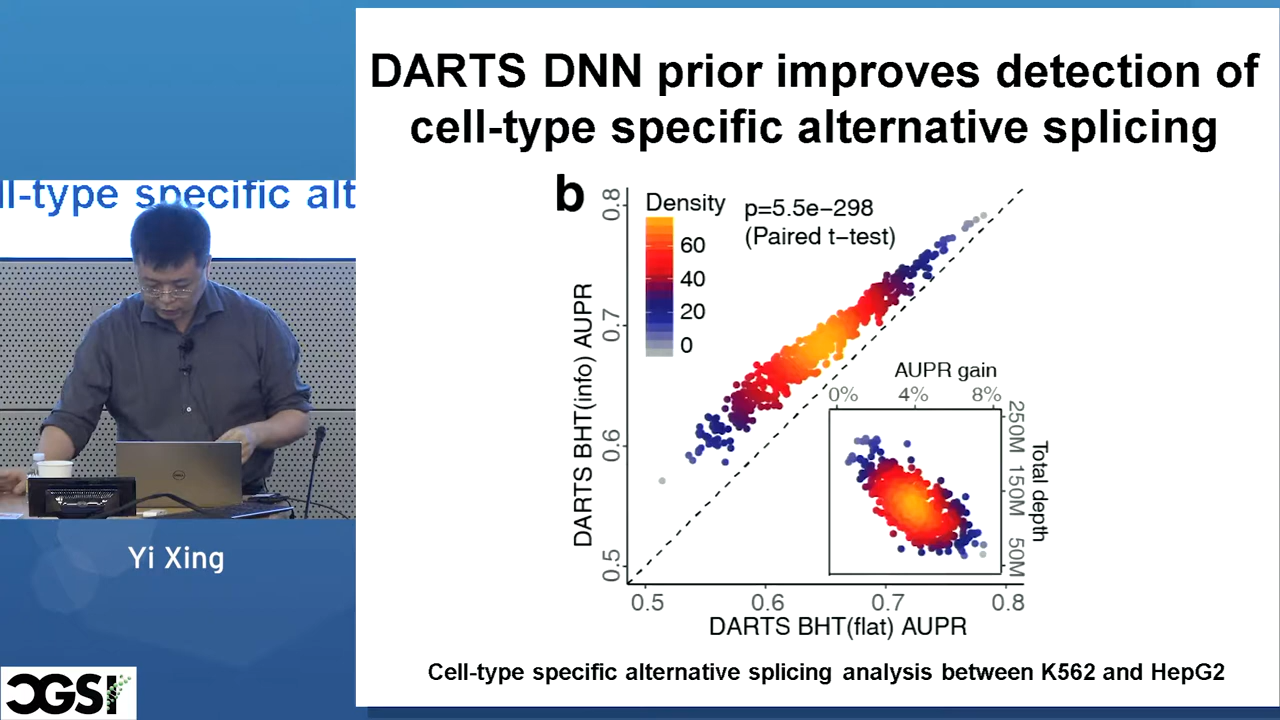 DARTS DNN prior improves detection of
cell-type specific alternative splicing
ll-type specific alt
b
Density
60
40
20
0
p=5.5e−298
(Paired t−test)
DARTS BHT(info) AUPR
0.8
0.7
0.6
0.5
0.5 0.6 0.7 0.8
DARTS BHT(flat) AUPR
AUPR gain
0% 4% 8%
250M
150M
50M
Total depth
Cell-type specific alternative splicing analysis between K562 and HepG2
DELL
Yi Xing
CGSI